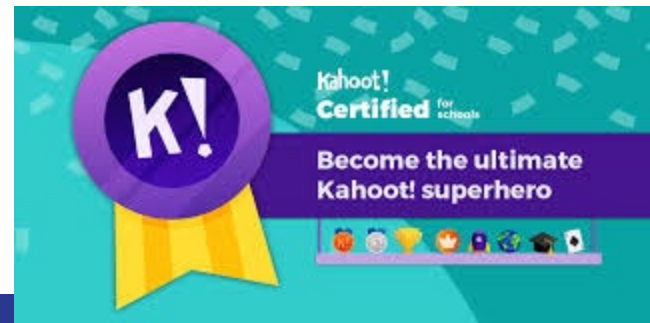 K!
Kahoot!
Certified for schools
Become the ultimate
Kahoot! superhero